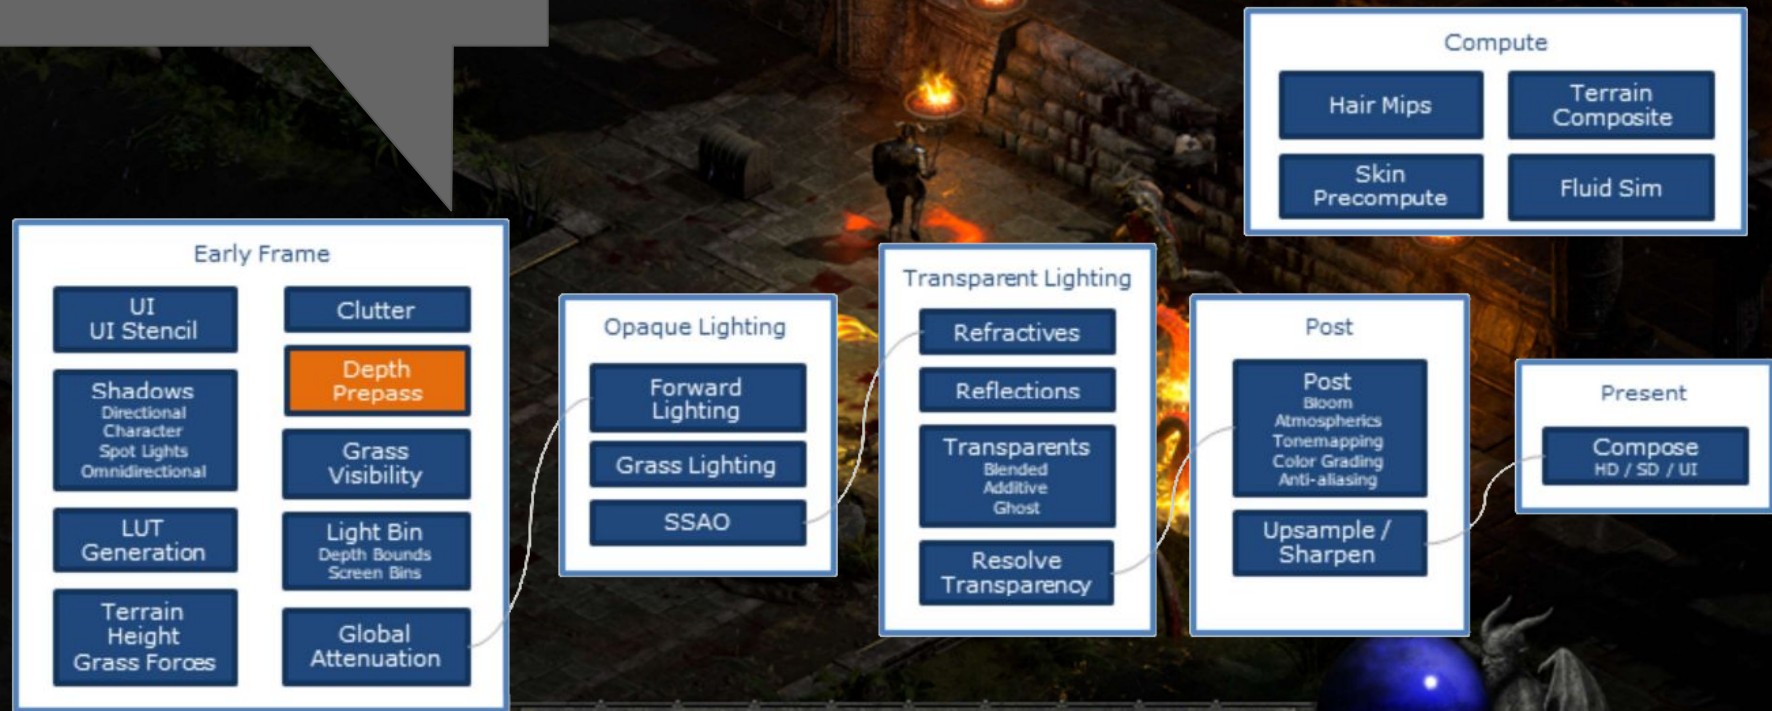 Compute
Hair Mips
Terrain
Composite
Skin
Precompute
Fluid Sim
Early Frame
UI
UI Stencil
Shadows
Directional
Character
Spot Lights
Omnidirectional
LUT
Generation
Terrain
Height
Grass Forces
Clutter
Depth
Prepass
Grass
Visibility
Light Bin
Depth Bounds
Screen Bins
Global
Attenuation
Opaque Lighting
Forward
Lighting
Grass Lighting
SSAO
Transparent Lighting
Refractives
Reflections
Transparents
Blended
Additive
Ghost
Resolve
Transparency
Post
Post
Bloom
Atmospherics
Tonemapping
Color Grading
Anti-aliasing
Upsample /
Sharpen
Present
Compose
HD / SD / UI